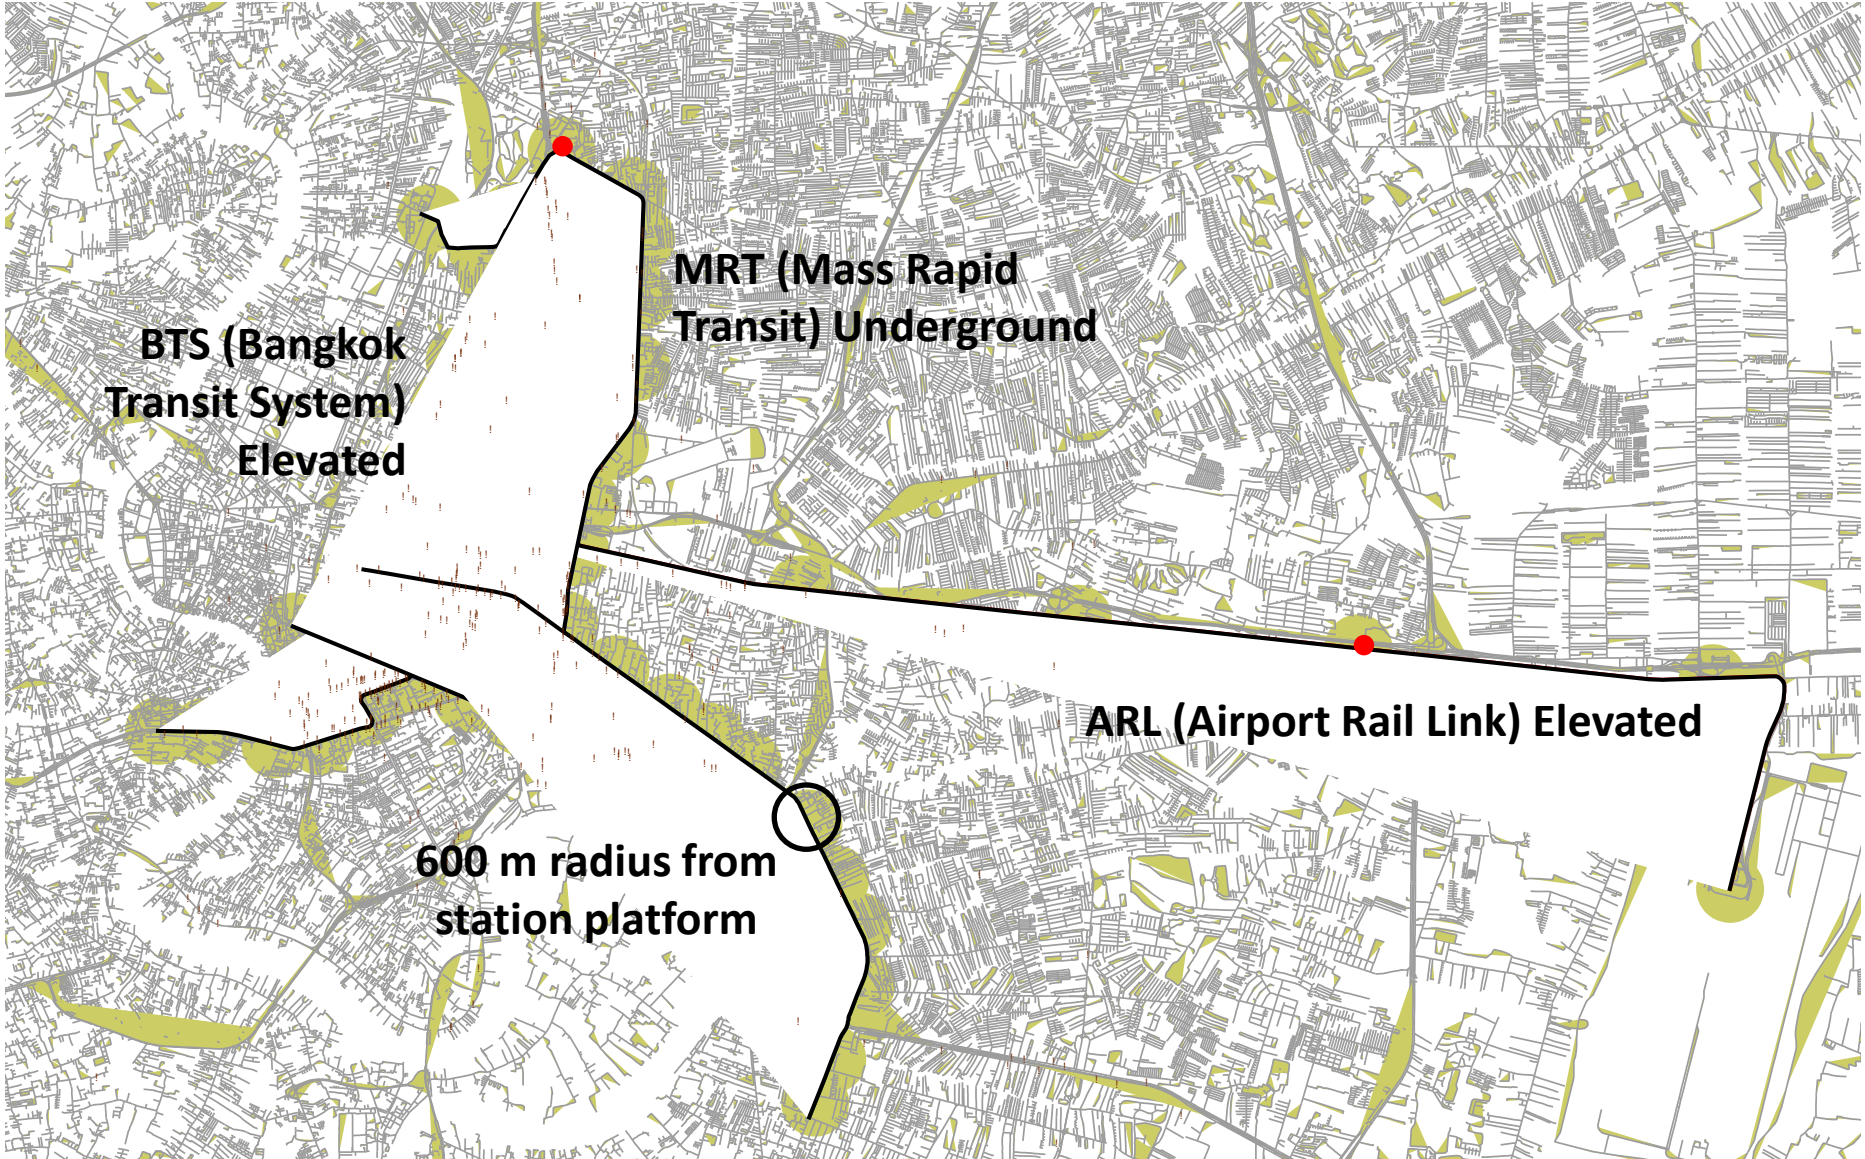 MRT (Mass Rapid
Transit) Underground
BTS (Bangkok
Transit System)
Elevated
ARL (Airport Rail Link) Elevated
600 m radius from
station platform